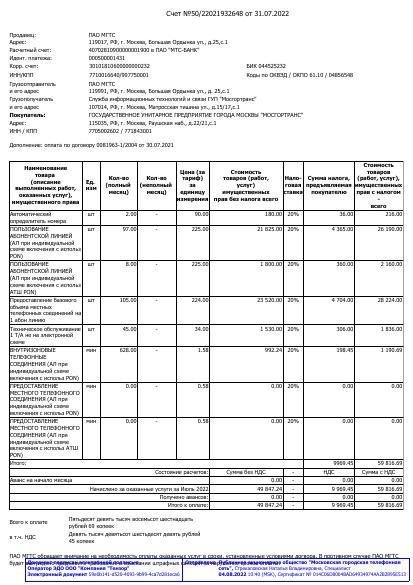 Счет №50/22021932648 от 31.07.2022
Продавец: ПАО МГТС
Адрес: 119017, РФ, г. Москва, Большая Ордынка ул., д.25,с.1
Расчетный счет: 40702810900000001900 в ПАО "МТС-БАНК"
Идент. платежа: 000500001431
Корр. счет: БИК 044525232
ИНН/КПП 7710016640/997750001 Коды по ОКВЭД / ОКПО 61.10 / 04856548
Грузоотправитель ПАО МГТС
и его адрес 119991, РФ, г. Москва, Большая Ордынка ул., д. 25, с.1
Грузополучатель Служба информационных технологий и связи ГУП "Мосгортранс"
и его адрес 107014, РФ, г. Москва, Матросская тишина ул., д.15/17,с.1
Покупатель: ГОСУДАРСТВЕННОЕ УНИТАРНОЕ ПРЕДПРИЯТИЕ ГОРОДА МОСКВЫ "МОСГОРТРАНС"
Адрес: 115035, РФ, г. Москва, Раушская наб., д.22/21,с.1
ИНН / КПП 7705002602 / 771843001
Дополнение: оплата по договору 0081963-1/2004 от 30.07.2021
Наименование товара (описание выполненных работ, оказанных услуг), имущественного права | Ед. изм | Кол-во (полный месяц) | Кол-во (неполный месяц) | Цена (за тариф) за единицу измерения | Стоимость товаров (работ, услуг) имущественных прав без налога всего | Нало-говая ставка | Сумма налога, предъявляемая покупателю | Стоимость товаров (работ, услуг), имущественных прав с налогом - всего
Автоматический определитель номера шт 2.00 - 90.00 180.00 20% 36.00 216.00
ПОЛЬЗОВАНИЕ АБОНЕНТСКОЙ ЛИНИЕЙ (АЛ при индивидуальной схеме включения с использ PON) шт 97.00 - 225.00 21 825.00 20% 4 365.00 26 190.00
ПОЛЬЗОВАНИЕ АБОНЕНТСКОЙ ЛИНИЕЙ (АЛ при индивидуальной схеме включения с использ АТШ PON) шт 8.00 - 225.00 1 800.00 20% 360.00 2 160.00
Предоставление базового объема местных телефонных соединений на 1 абон линию шт 105.00 - 224.00 23 520.00 20% 4 704.00 28 224.00
Техническое обслуживание 1 Т/А не на электронной схеме шт 45.00 - 34.00 1 530.00 20% 306.00 1 836.00
ВНУТРИЗОНОВЫЕ ТЕЛЕФОННЫЕ СОЕДИНЕНИЯ (АЛ при индивидуальной схеме включения с использ PON) мин 628.00 - 1.58 992.24 20% 198.45 1 190.69
ПРЕДОСТАВЛЕНИЕ МЕСТНОГО ТЕЛЕФОННОГО СОЕДИНЕНИЯ (АЛ при индивидуальной схеме включения с использ PON) мин 0.00 - 0.58 0.00 20% 0.00 0.00
ПРЕДОСТАВЛЕНИЕ МЕСТНОГО ТЕЛЕФОННОГО СОЕДИНЕНИЯ (АЛ при индивидуальной схеме включения с использ АТШ PON) мин 0.00 - 0.58 0.00 20% 0.00 0.00
Итого: 9969.45 59 816.69
Состояние расчетов: Сумма без НДС - НДС Сумма с НДС
Аванс на начало месяца 0.00 - 0.00 0.00
Начислено за оказанные услуги за Июль 2022 49 847.24 - 9 969.45 59 816.69
Получено авансов: 0.00 - 0.00 0.00
Итого к оплате: 49 847.24 - 9 969.45 59 816.69
Всего к оплате Пятьдесят девять тысяч восемьсот шестнадцать рублей 69 копеек
в т.ч. НДС Девять тысяч девятьсот шестьдесят девять рублей 45 копеек
ПАО МГТС обращает внимание на необходимость оплаты оказанных услуг в сроки, установленные условиями договора. В противном случае ПАО МГТС
Оператор ЭДО ООО "Компания "Тензор"
Публичное акционерное общество "Московская городская телефонная сеть", Специалист
04.08.2022 10:40 (MSK), Сертификат №
Электронный документ